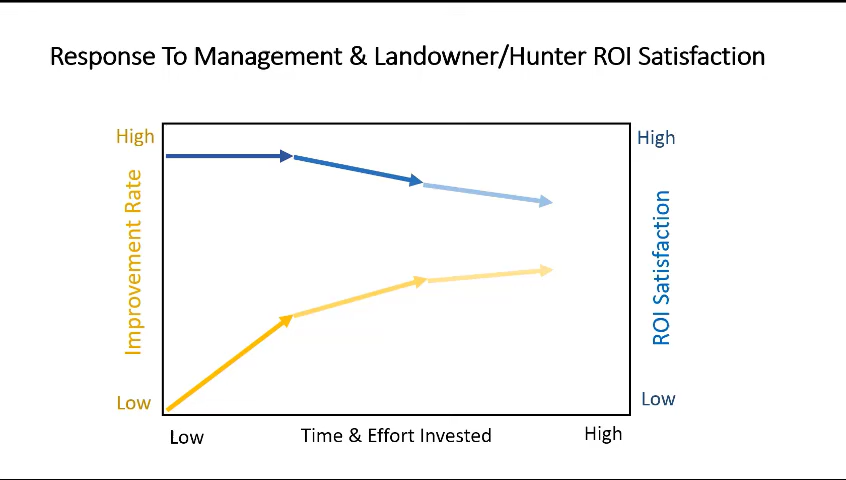 Response To Management & Landowner/Hunter ROI Satisfaction
High
High
Improvement Rate
ROI Satisfaction
Low
Low
Low
Time & Effort Invested
High